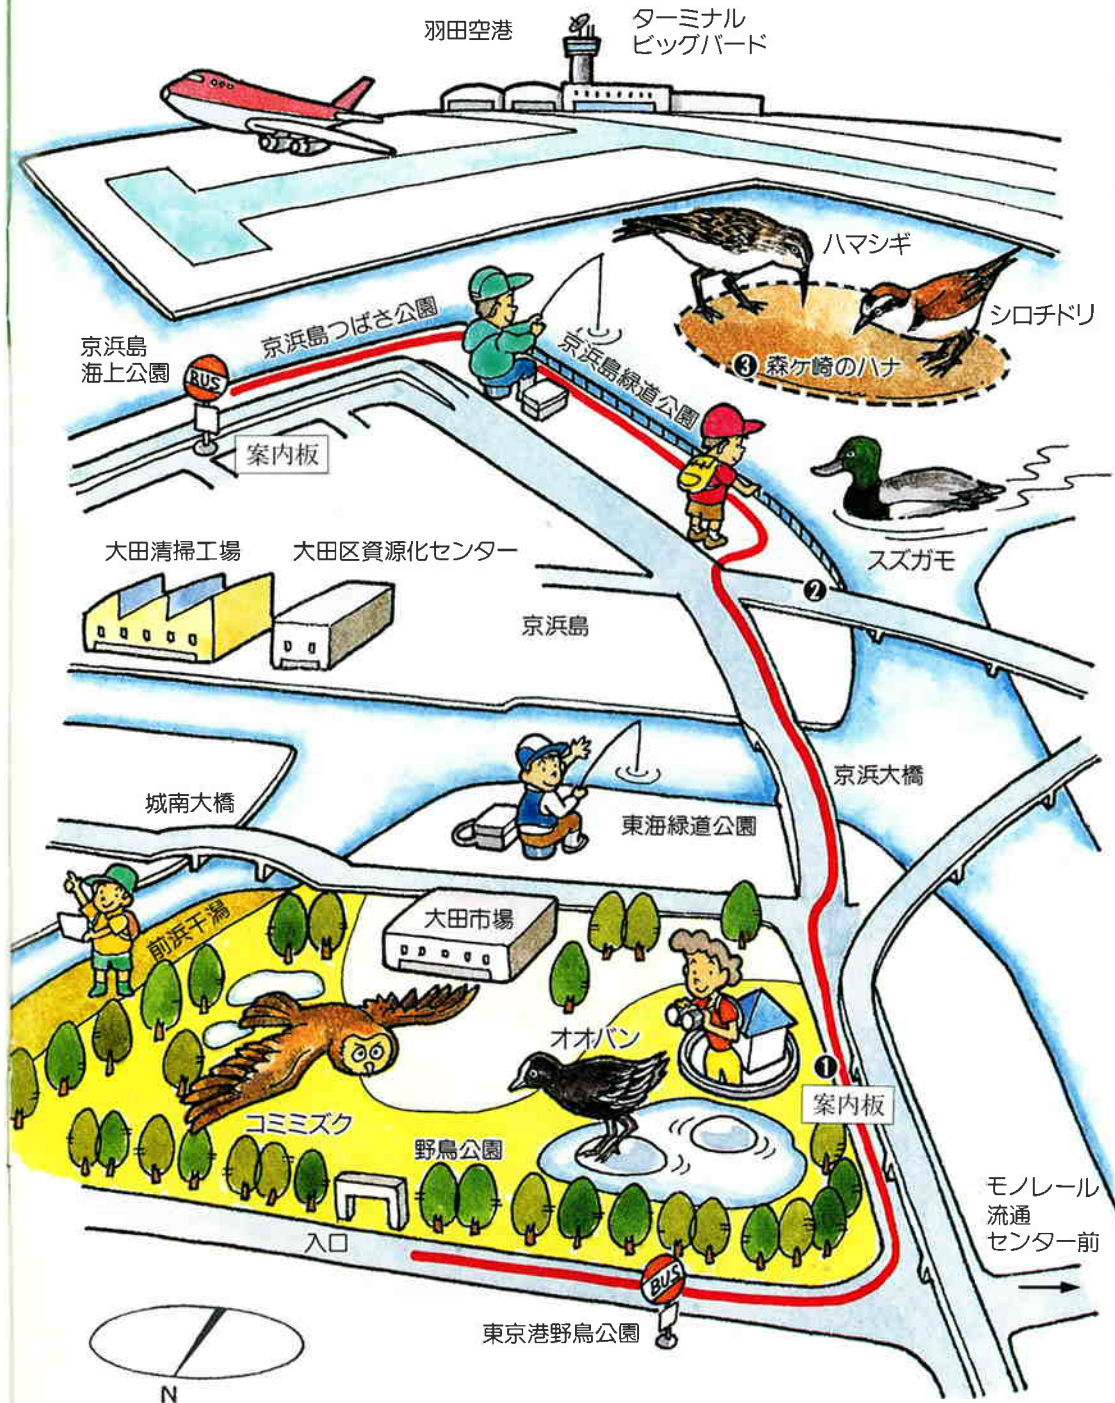 羽田空港
ターミナル
ビッグバード
ハマシギ
シロチドリ
❸ 森ヶ崎のハナ
京浜島
海上公園
京浜島つばさ公園
京浜島緑道公園
BUS
案内板
スズガモ
大田清掃工場
大田区資源化センター
京浜島
❷
京浜大橋
城南大橋
東海緑道公園
前浜干潟
大田市場
オオバン
❶
案内板
コミミズク
野鳥公園
モノレール
流通
センター前
入口
BUS
東京港野鳥公園
N